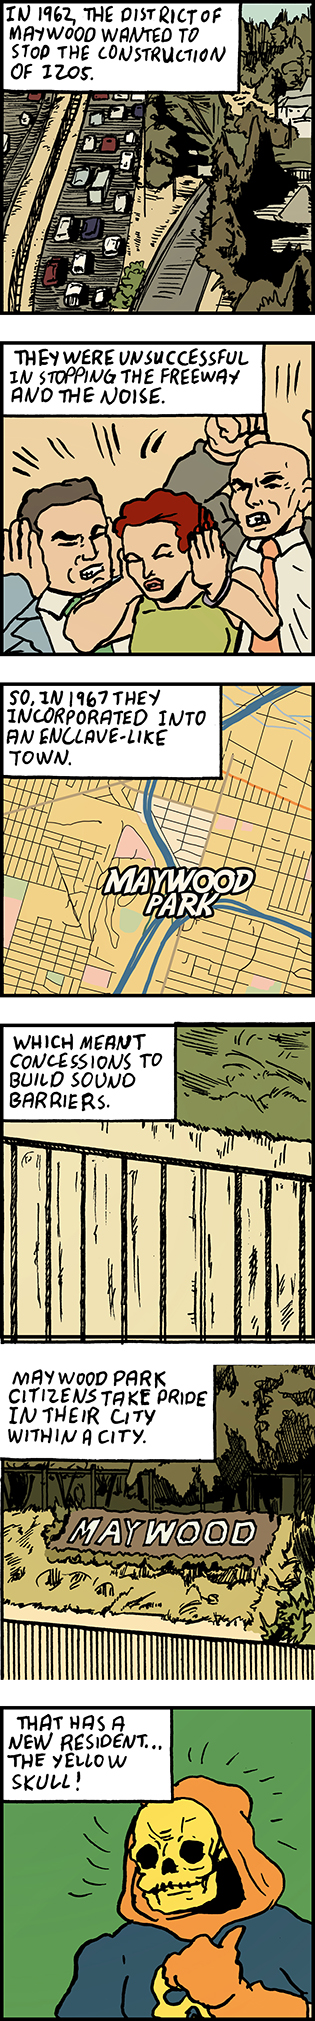 IN 1962, THE DISTRICT OF
MAYWOOD WANTED TO
STOP THE CONSTRUCTION
OF I205.
THEY WERE UNSUCCESSFUL
IN STOPPING THE FREEWAY
AND THE NOISE.
SO, IN 1967 THEY
INCORPORATED INTO
AN ENCLAVE-LIKE
TOWN.
MAYWOOD
PARK
WHICH MEANT
CONCESSIONS TO
BUILD SOUND
BARRIERS.
MAYWOOD PARK
CITIZENS TAKE PRIDE
IN THEIR CITY
WITHIN A CITY.
MAYWOOD
THAT HAS A
NEW RESIDENT...
THE YELLOW
SKULL!